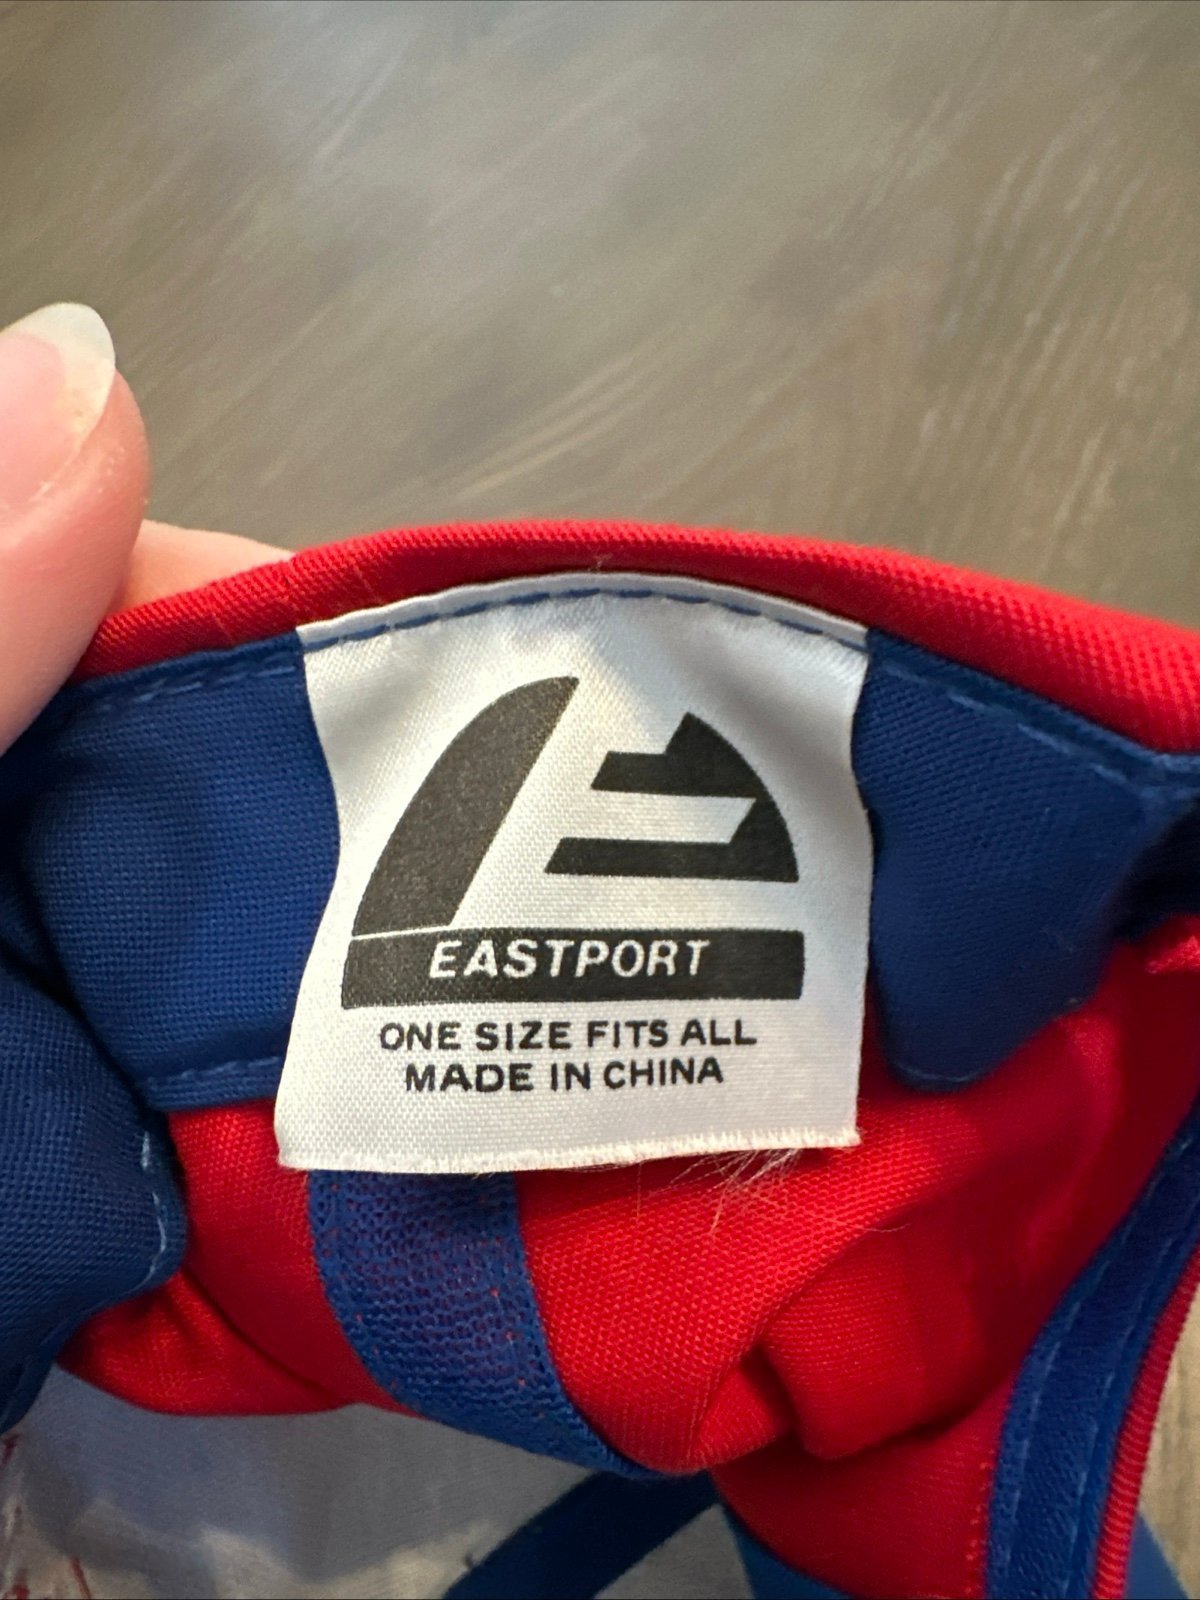 EASTPORT
ONE SIZE FITS ALL
MADE IN CHINA